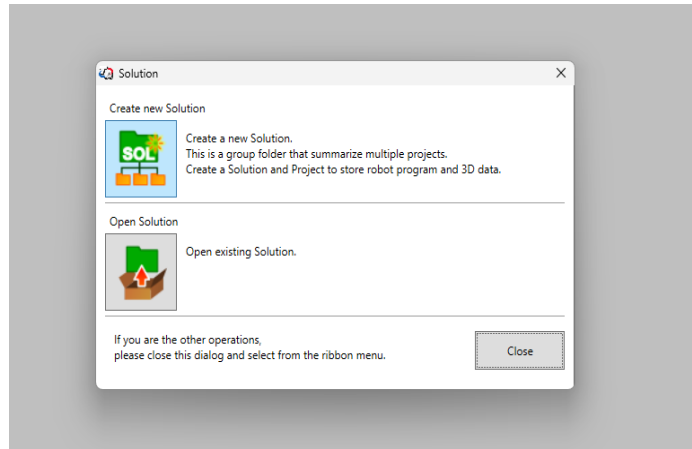 Solution
Create new Solution
SOL
Create a new Solution.
This is a group folder that summarize multiple projects.
Create a Solution and Project to store robot program and 3D data.
Open Solution
Open existing Solution.
If you are the other operations,
please close this dialog and select from the ribbon menu.
Close